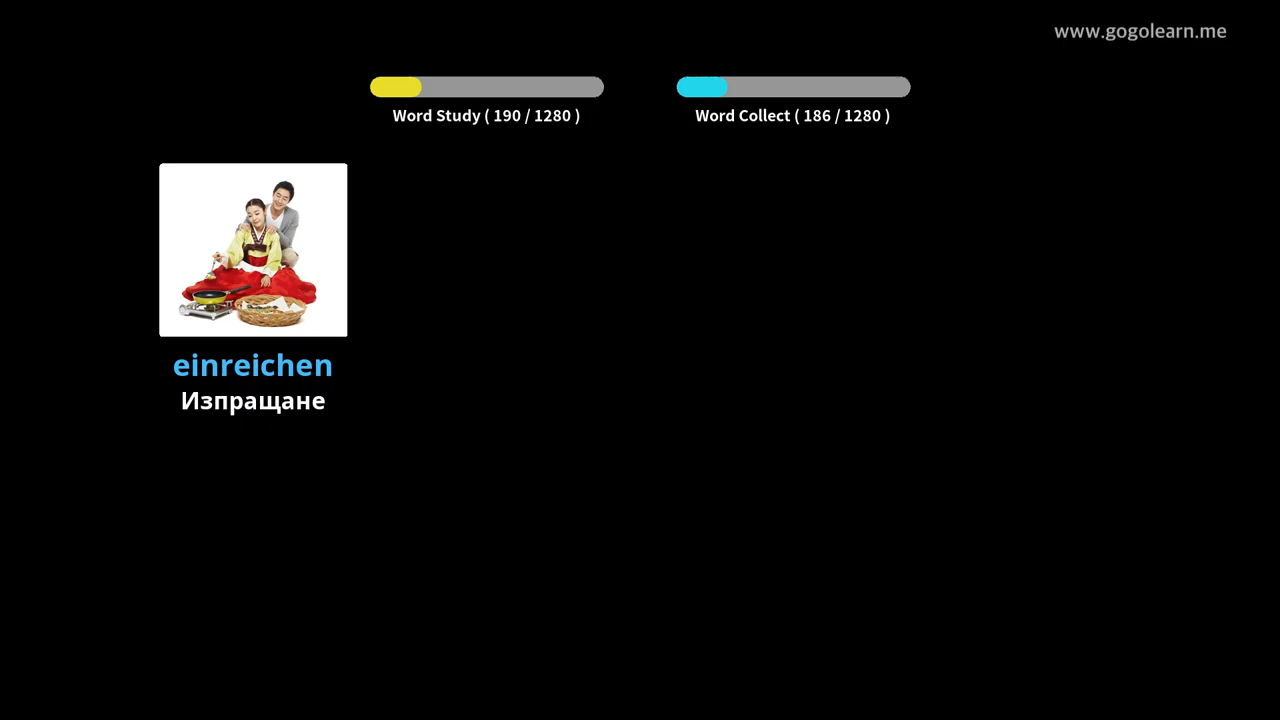 www.gogolearn.me
Word Study ( 190 / 1280 )
Word Collect ( 186 / 1280 )
einreichen
Изпращане